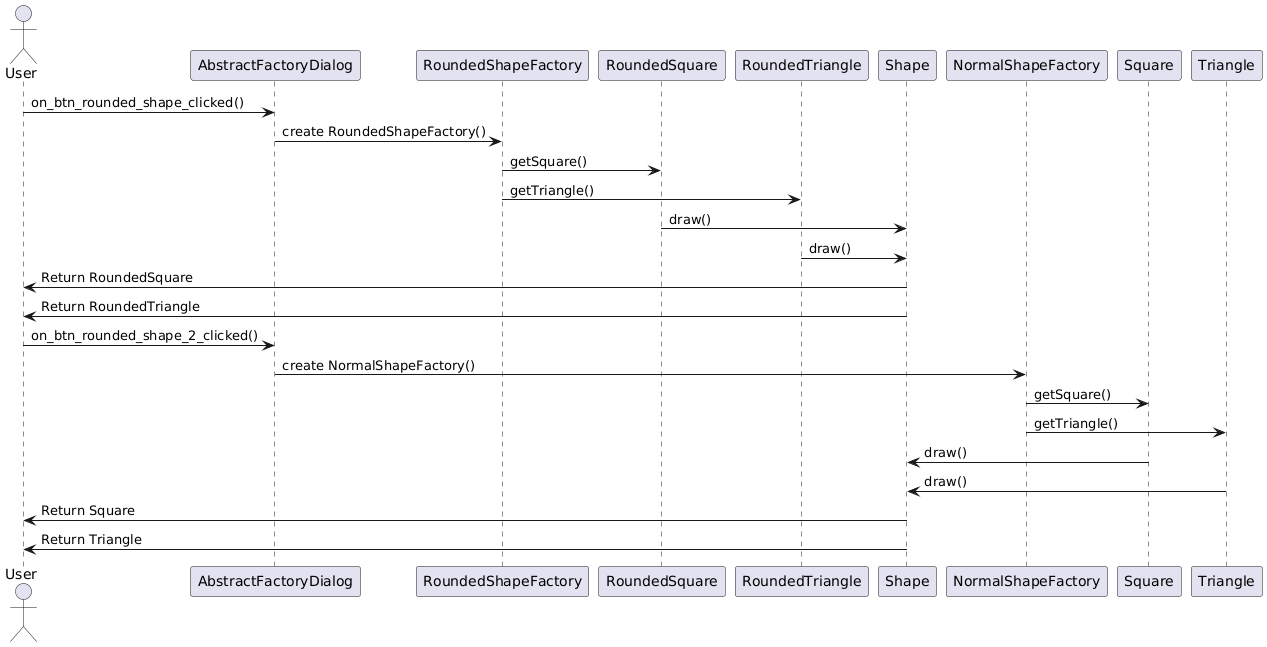 User
AbstractFactoryDialog
RoundedShapeFactory
RoundedSquare
RoundedTriangle
Shape
NormalShapeFactory
Square
Triangle
on_btn_rounded_shape_clicked()
create RoundedShapeFactory()
getSquare()
getTriangle()
draw()
draw()
Return RoundedSquare
Return RoundedTriangle
on_btn_rounded_shape_2_clicked()
create NormalShapeFactory()
getSquare()
getTriangle()
draw()
draw()
Return Square
Return Triangle
User
AbstractFactoryDialog
RoundedShapeFactory
RoundedSquare
RoundedTriangle
Shape
NormalShapeFactory
Square
Triangle